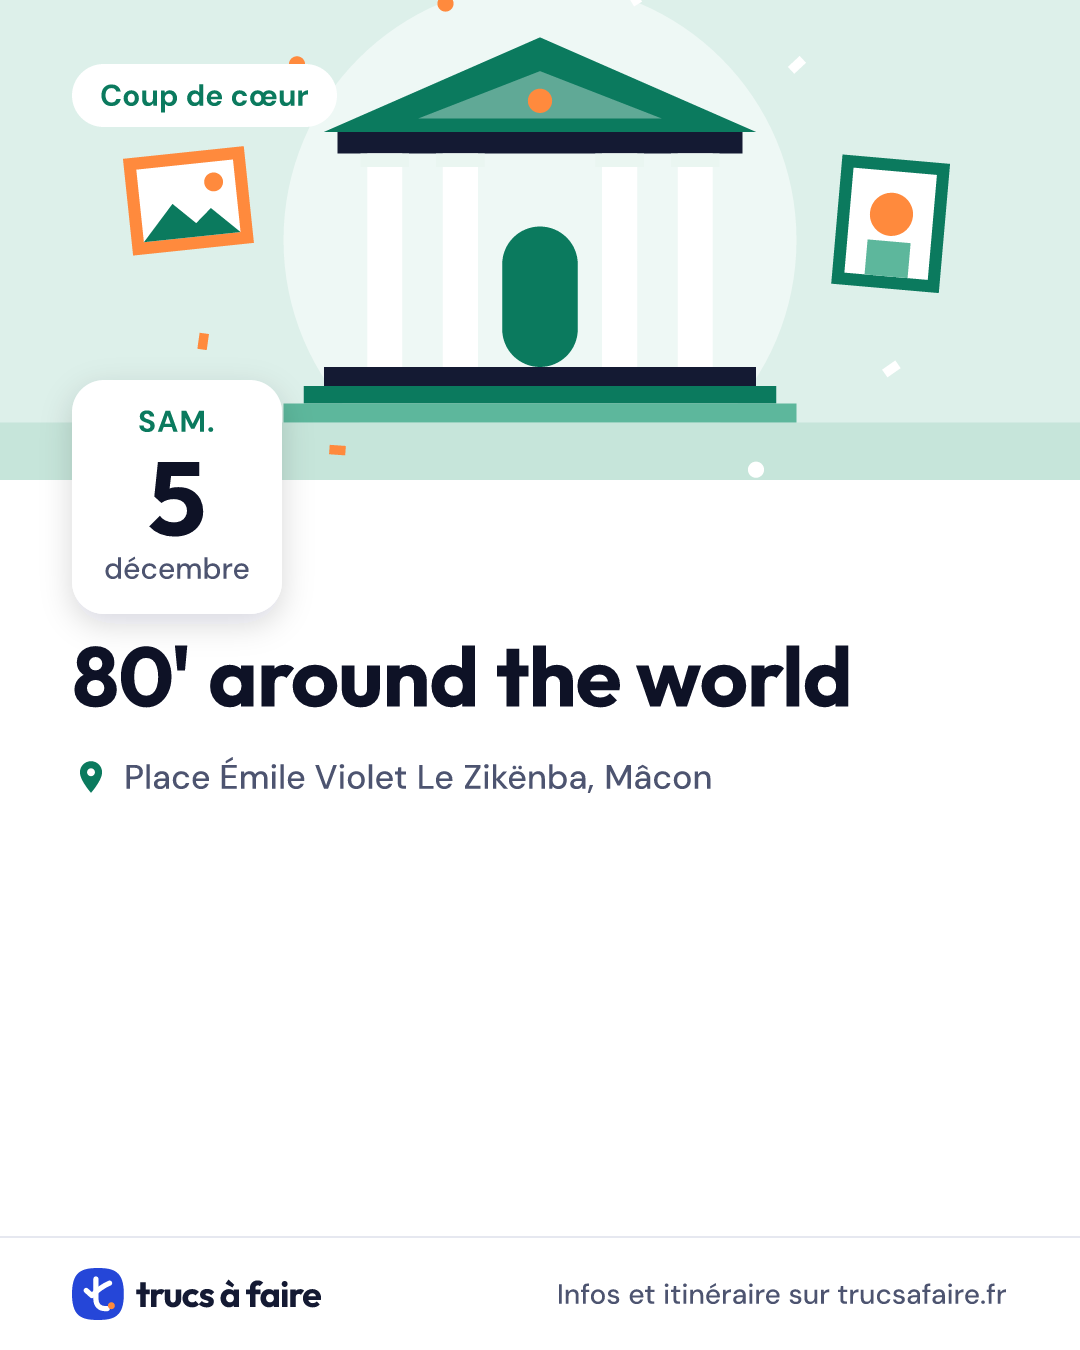 Coup de cœur
SAM.
5
décembre
80' around the world
Place Émile Violet Le Zikënba, Mâcon
trucs à faire
Infos et itinéraire sur trucsafaire.fr